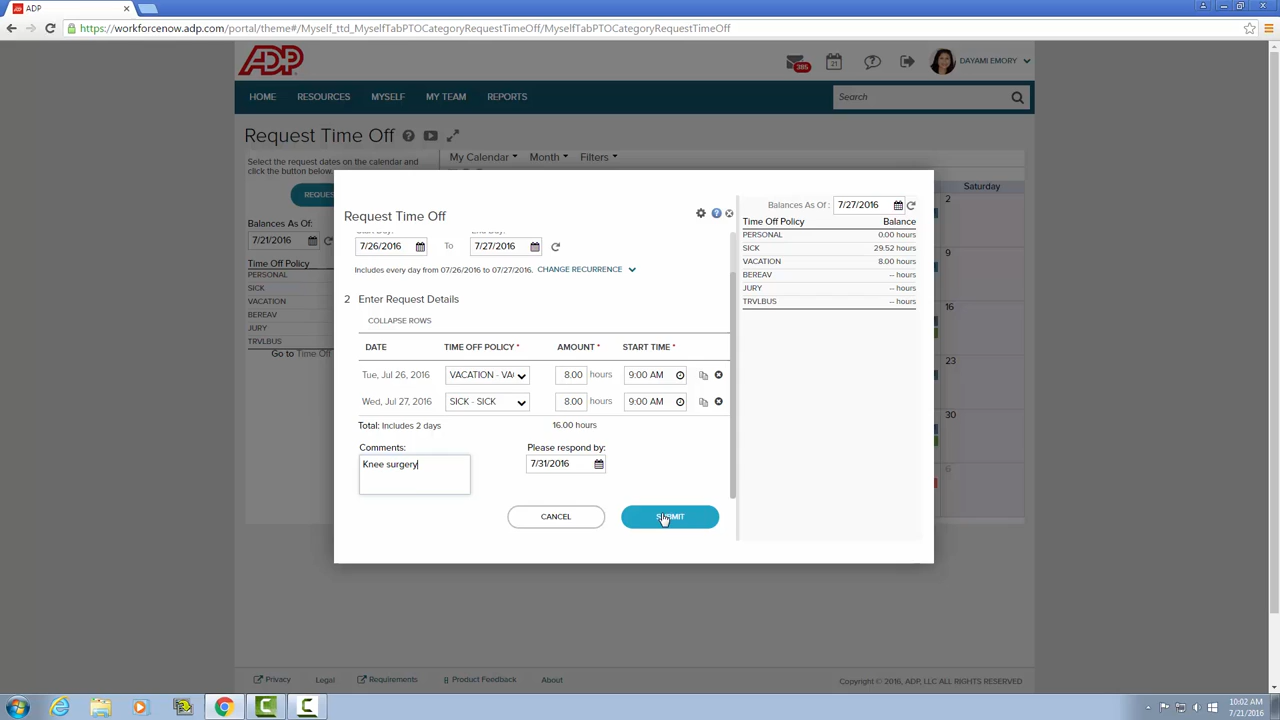 ADP
https://workforcenow.adp.com/portal/theme#/Myself_ttd_MyselfTabPTOCategoryRequestTimeOff/MyselfTabPTOCategoryRequestTimeOff
ADP
385
21
DAYAMI EMORY
HOME RESOURCES MYSELF MY TEAM REPORTS
Search
Request Time Off
Select the request dates on the calendar and
click the button below.
My Calendar Month Filters
Saturday
2
9
16
23
30
6
Balances As Of:
7/21/2016
Time Off Policy
PERSONAL
SICK
VACATION
BEREAV
JURY
TRVLBUS
Go to Time Off
Request Time Off
7/26/2016 To 7/27/2016
Includes every day from 07/26/2016 to 07/27/2016. CHANGE RECURRENCE
2 Enter Request Details
COLLAPSE ROWS
DATE TIME OFF POLICY * AMOUNT * START TIME *
Tue, Jul 26, 2016 VACATION - VA 8.00 hours 9:00 AM
Wed, Jul 27, 2016 SICK - SICK 8.00 hours 9:00 AM
Total: Includes 2 days 16.00 hours
Comments: Please respond by:
Knee surgery 7/31/2016
CANCEL SUBMIT
Balances As Of : 7/27/2016
Time Off Policy Balance
PERSONAL 0.00 hours
SICK 29.52 hours
VACATION 8.00 hours
BEREAV -- hours
JURY -- hours
TRVLBUS -- hours
Privacy Legal Requirements Product Feedback About
Copyright © 2016, ADP, LLC ALL RIGHTS RESERVED
10:02 AM
7/21/2016